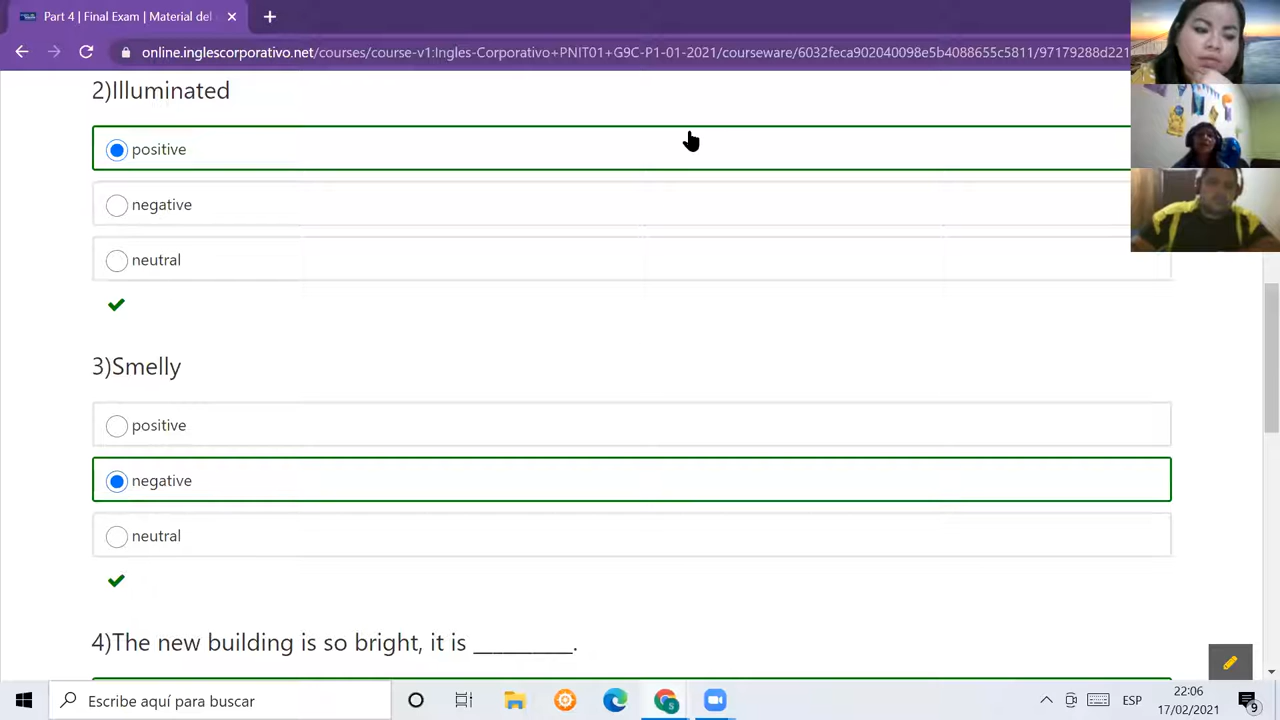 Part 4 | Final Exam | Material del
online.inglescorporativo.net/courses/course-v1:Ingles-Corporativo+PNIT01+G9C-P1-01-2021/courseware/6032feca902040098e5b4088655c5811/97179288d221
2)Illuminated
positive
negative
neutral
3)Smelly
positive
negative
neutral
4)The new building is so bright, it is __________.
Escribe aquí para buscar
ESP
22:06
17/02/2021
9